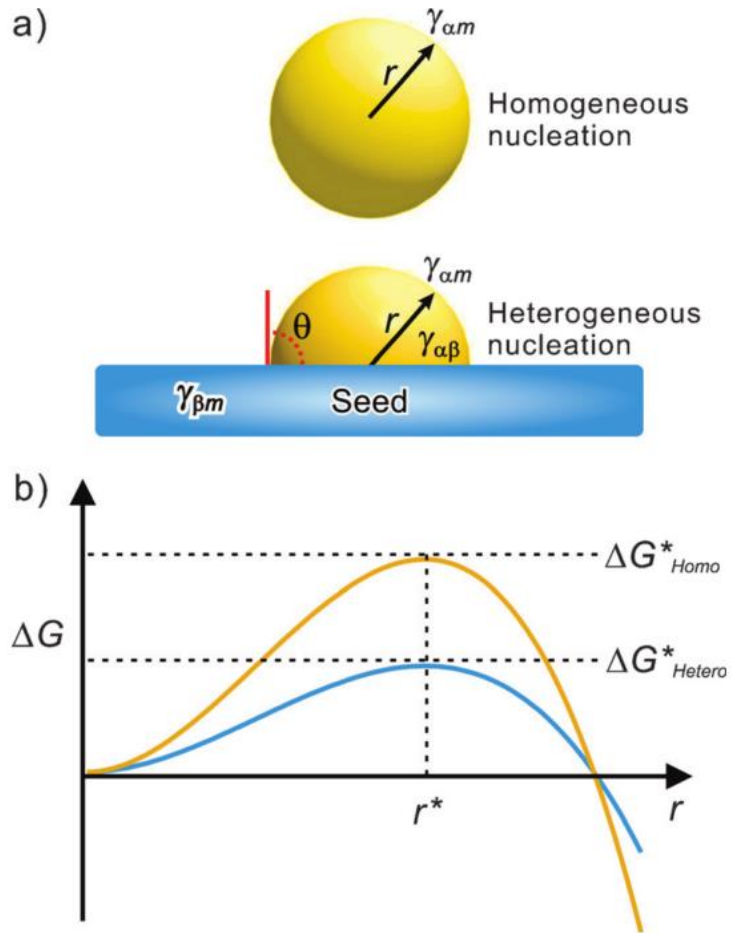 a)
γαm
r
Homogeneous
nucleation
γαm
θ
r
γαβ
Heterogeneous
nucleation
γβm
Seed
b)
ΔG*Homo
ΔG
ΔG*Hetero
r*
r